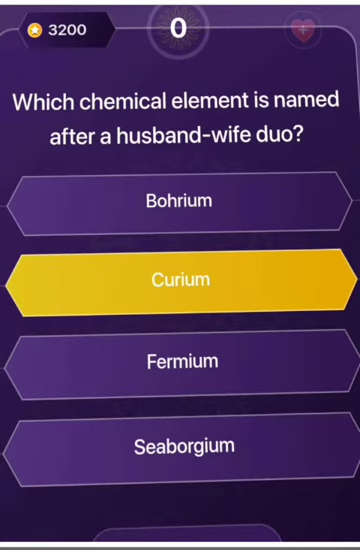 3200
0
Which chemical element is named
after a husband-wife duo?
Bohrium
Curium
Fermium
Seaborgium